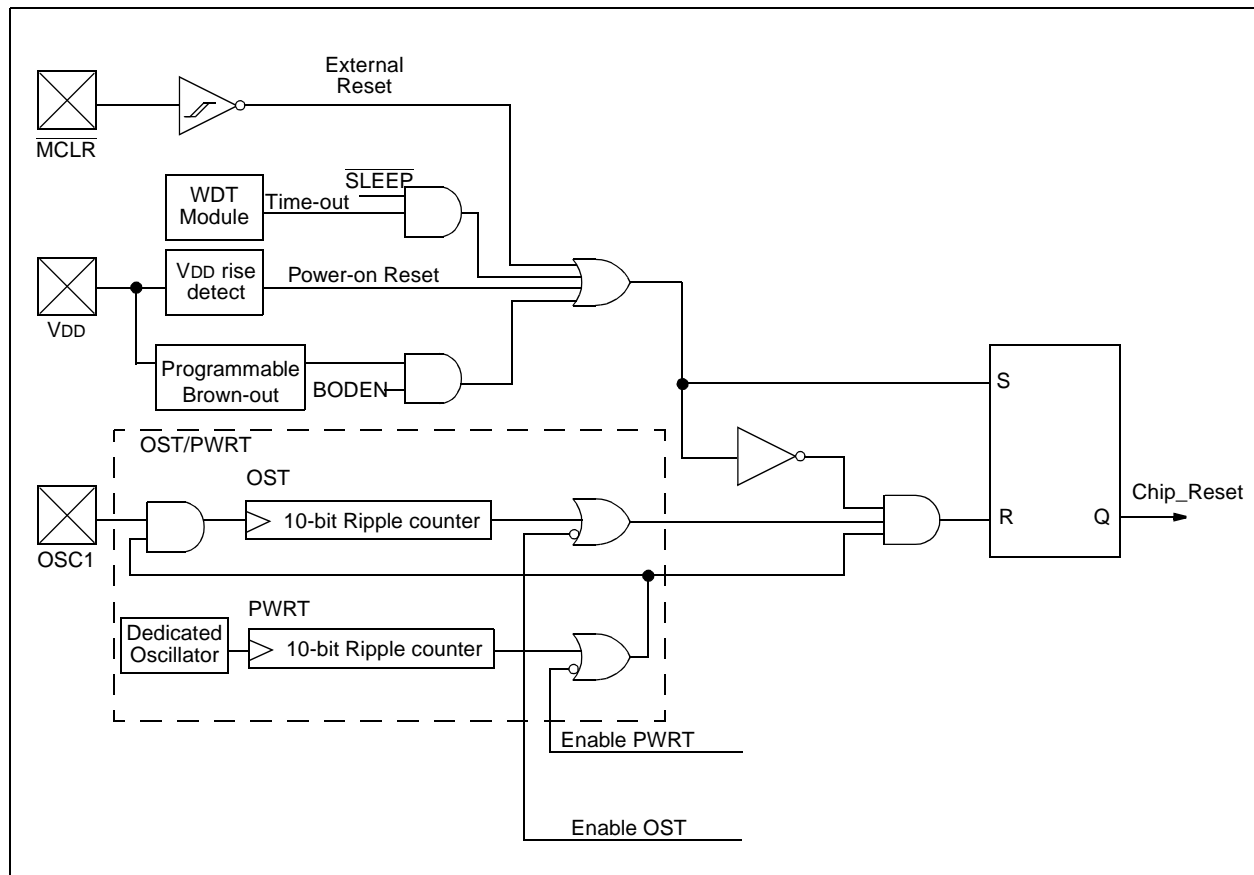 External
Reset
MCLR
SLEEP
WDT
Module
Time-out
VDD rise
detect
Power-on Reset
VDD
Programmable
Brown-out
BODEN
S
OST/PWRT
OST
10-bit Ripple counter
Chip_Reset
R
Q
OSC1
PWRT
Dedicated
Oscillator
10-bit Ripple counter
Enable PWRT
Enable OST